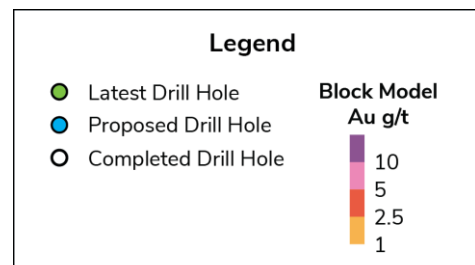 Legend
Latest Drill Hole
Proposed Drill Hole
Completed Drill Hole
Block Model
Au g/t
10
5
2.5
1